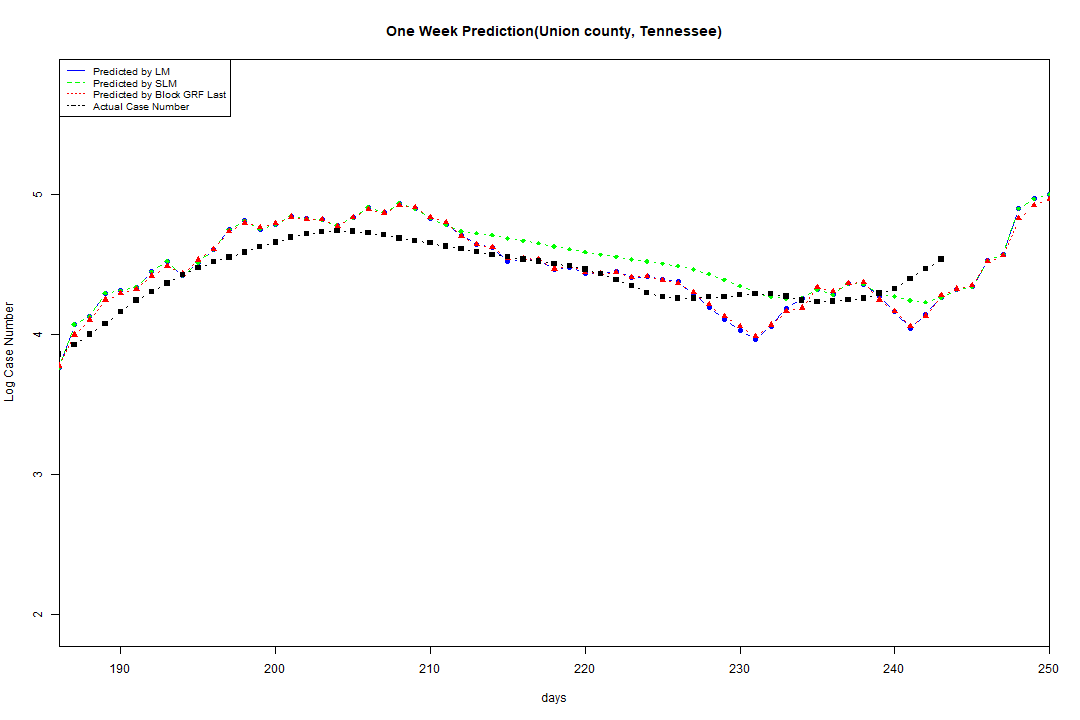 One Week Prediction(Union county, Tennessee)
Predicted by LM
Predicted by SLM
Predicted by Block GRF Last
Actual Case Number
5
4
3
2
Log Case Number
190 200 210 220 230 240 250
days